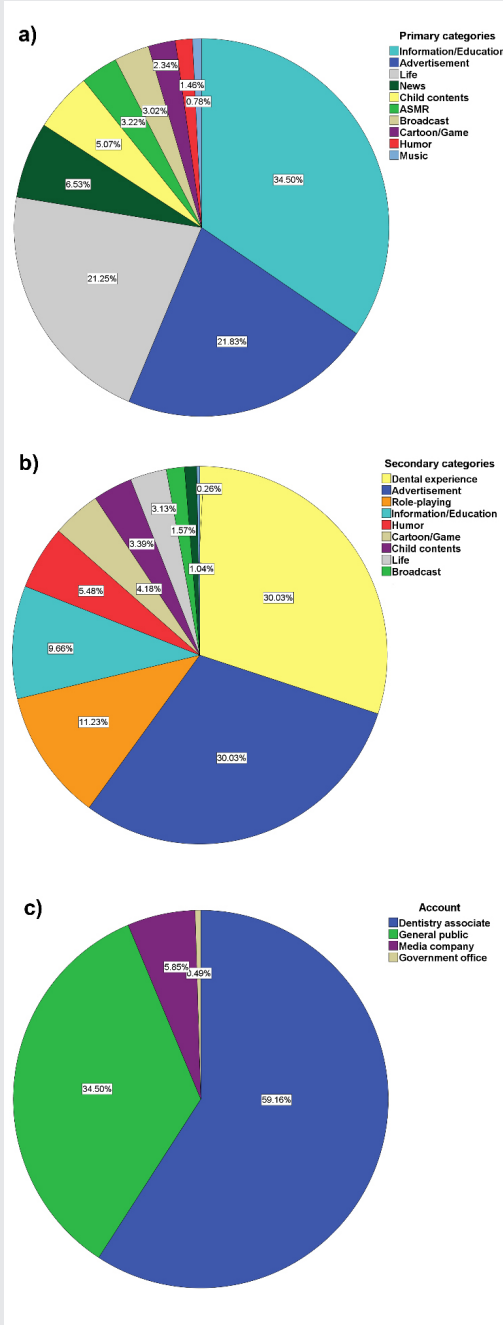 a)
Primary categories
Information/Education
Advertisement
Life
News
Child contents
ASMR
Broadcast
Cartoon/Game
Humor
Music
2.34%
1.46%
0.78%
3.02%
3.22%
5.07%
6.53%
34.50%
21.25%
21.83%
b)
Secondary categories
Dental experience
Advertisement
Role-playing
Information/Education
Humor
Cartoon/Game
Child contents
Life
Broadcast
0.26%
3.13%
1.57%
3.39%
1.04%
4.18%
5.48%
30.03%
9.66%
11.23%
30.03%
c)
Account
Dentistry associate
General public
Media company
Government office
5.85%
0.49%
34.50%
59.16%